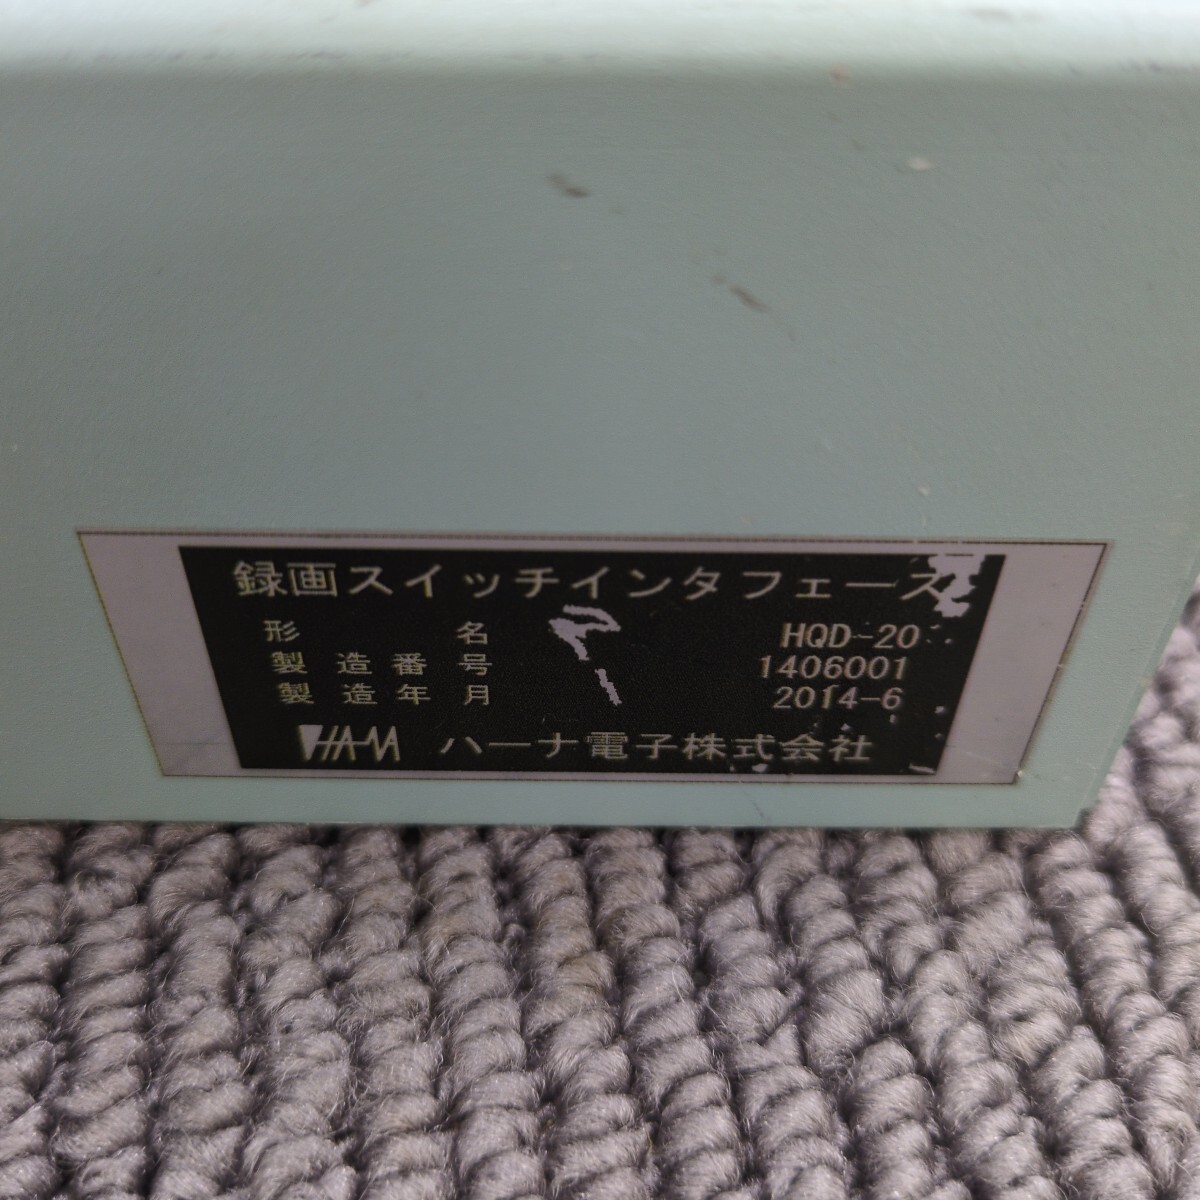 録画スイッチインタフェース
形名 HQD-20
製造番号 1406001
製造年月 2014-6
HAM ハーナ電子株式会社